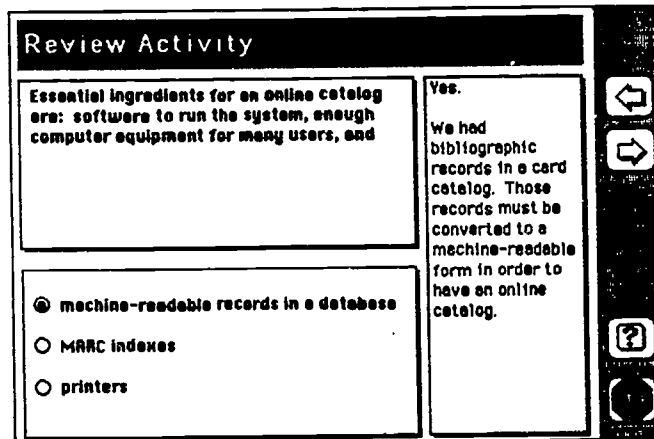 Review Activity
Essential ingredients for an online catalog
are: software to run the system, enough
computer equipment for many users, and
machine-readable records in a database
MARC indexes
printers
Yes.
We had
bibliographic
records in a card
catalog. Those
records must be
converted to a
machine-readable
form in order to
have an online
catalog.
?